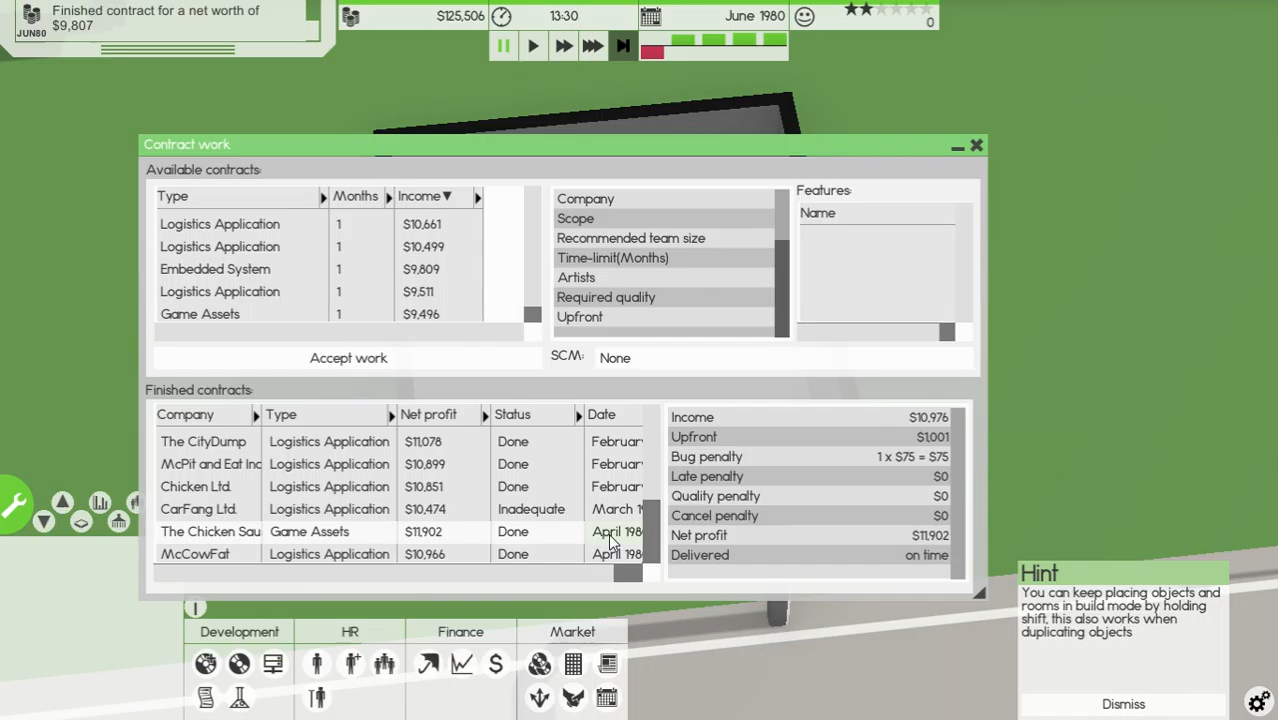 Finished contract for a net worth of
$9,807
JUN80
$125,506
13:30
June 1980
0
Contract work
Available contracts:
Type Months Income
Logistics Application 1 $10,661
Logistics Application 1 $10,499
Embedded System 1 $9,809
Logistics Application 1 $9,511
Game Assets 1 $9,496
Accept work
Company
Scope
Recommended team size
Time-limit(Months)
Artists
Required quality
Upfront
SCM: None
Features:
Name
Finished contracts:
Company Type Net profit Status Date
The CityDump Logistics Application $11,078 Done Februar
McPit and Eat Inc Logistics Application $10,899 Done Februar
Chicken Ltd. Logistics Application $10,851 Done Februar
CarFang Ltd. Logistics Application $10,474 Inadequate March 1
The Chicken Sau Game Assets $11,902 Done April 198
McCowFat Logistics Application $10,966 Done April 198
Income $10,976
Upfront $1,001
Bug penalty 1 x $75 = $75
Late penalty $0
Quality penalty $0
Cancel penalty $0
Net profit $11,902
Delivered on time
Development HR Finance Market
Hint
You can keep placing objects and
rooms in build mode by holding
shift, this also works when
duplicating objects
Dismiss